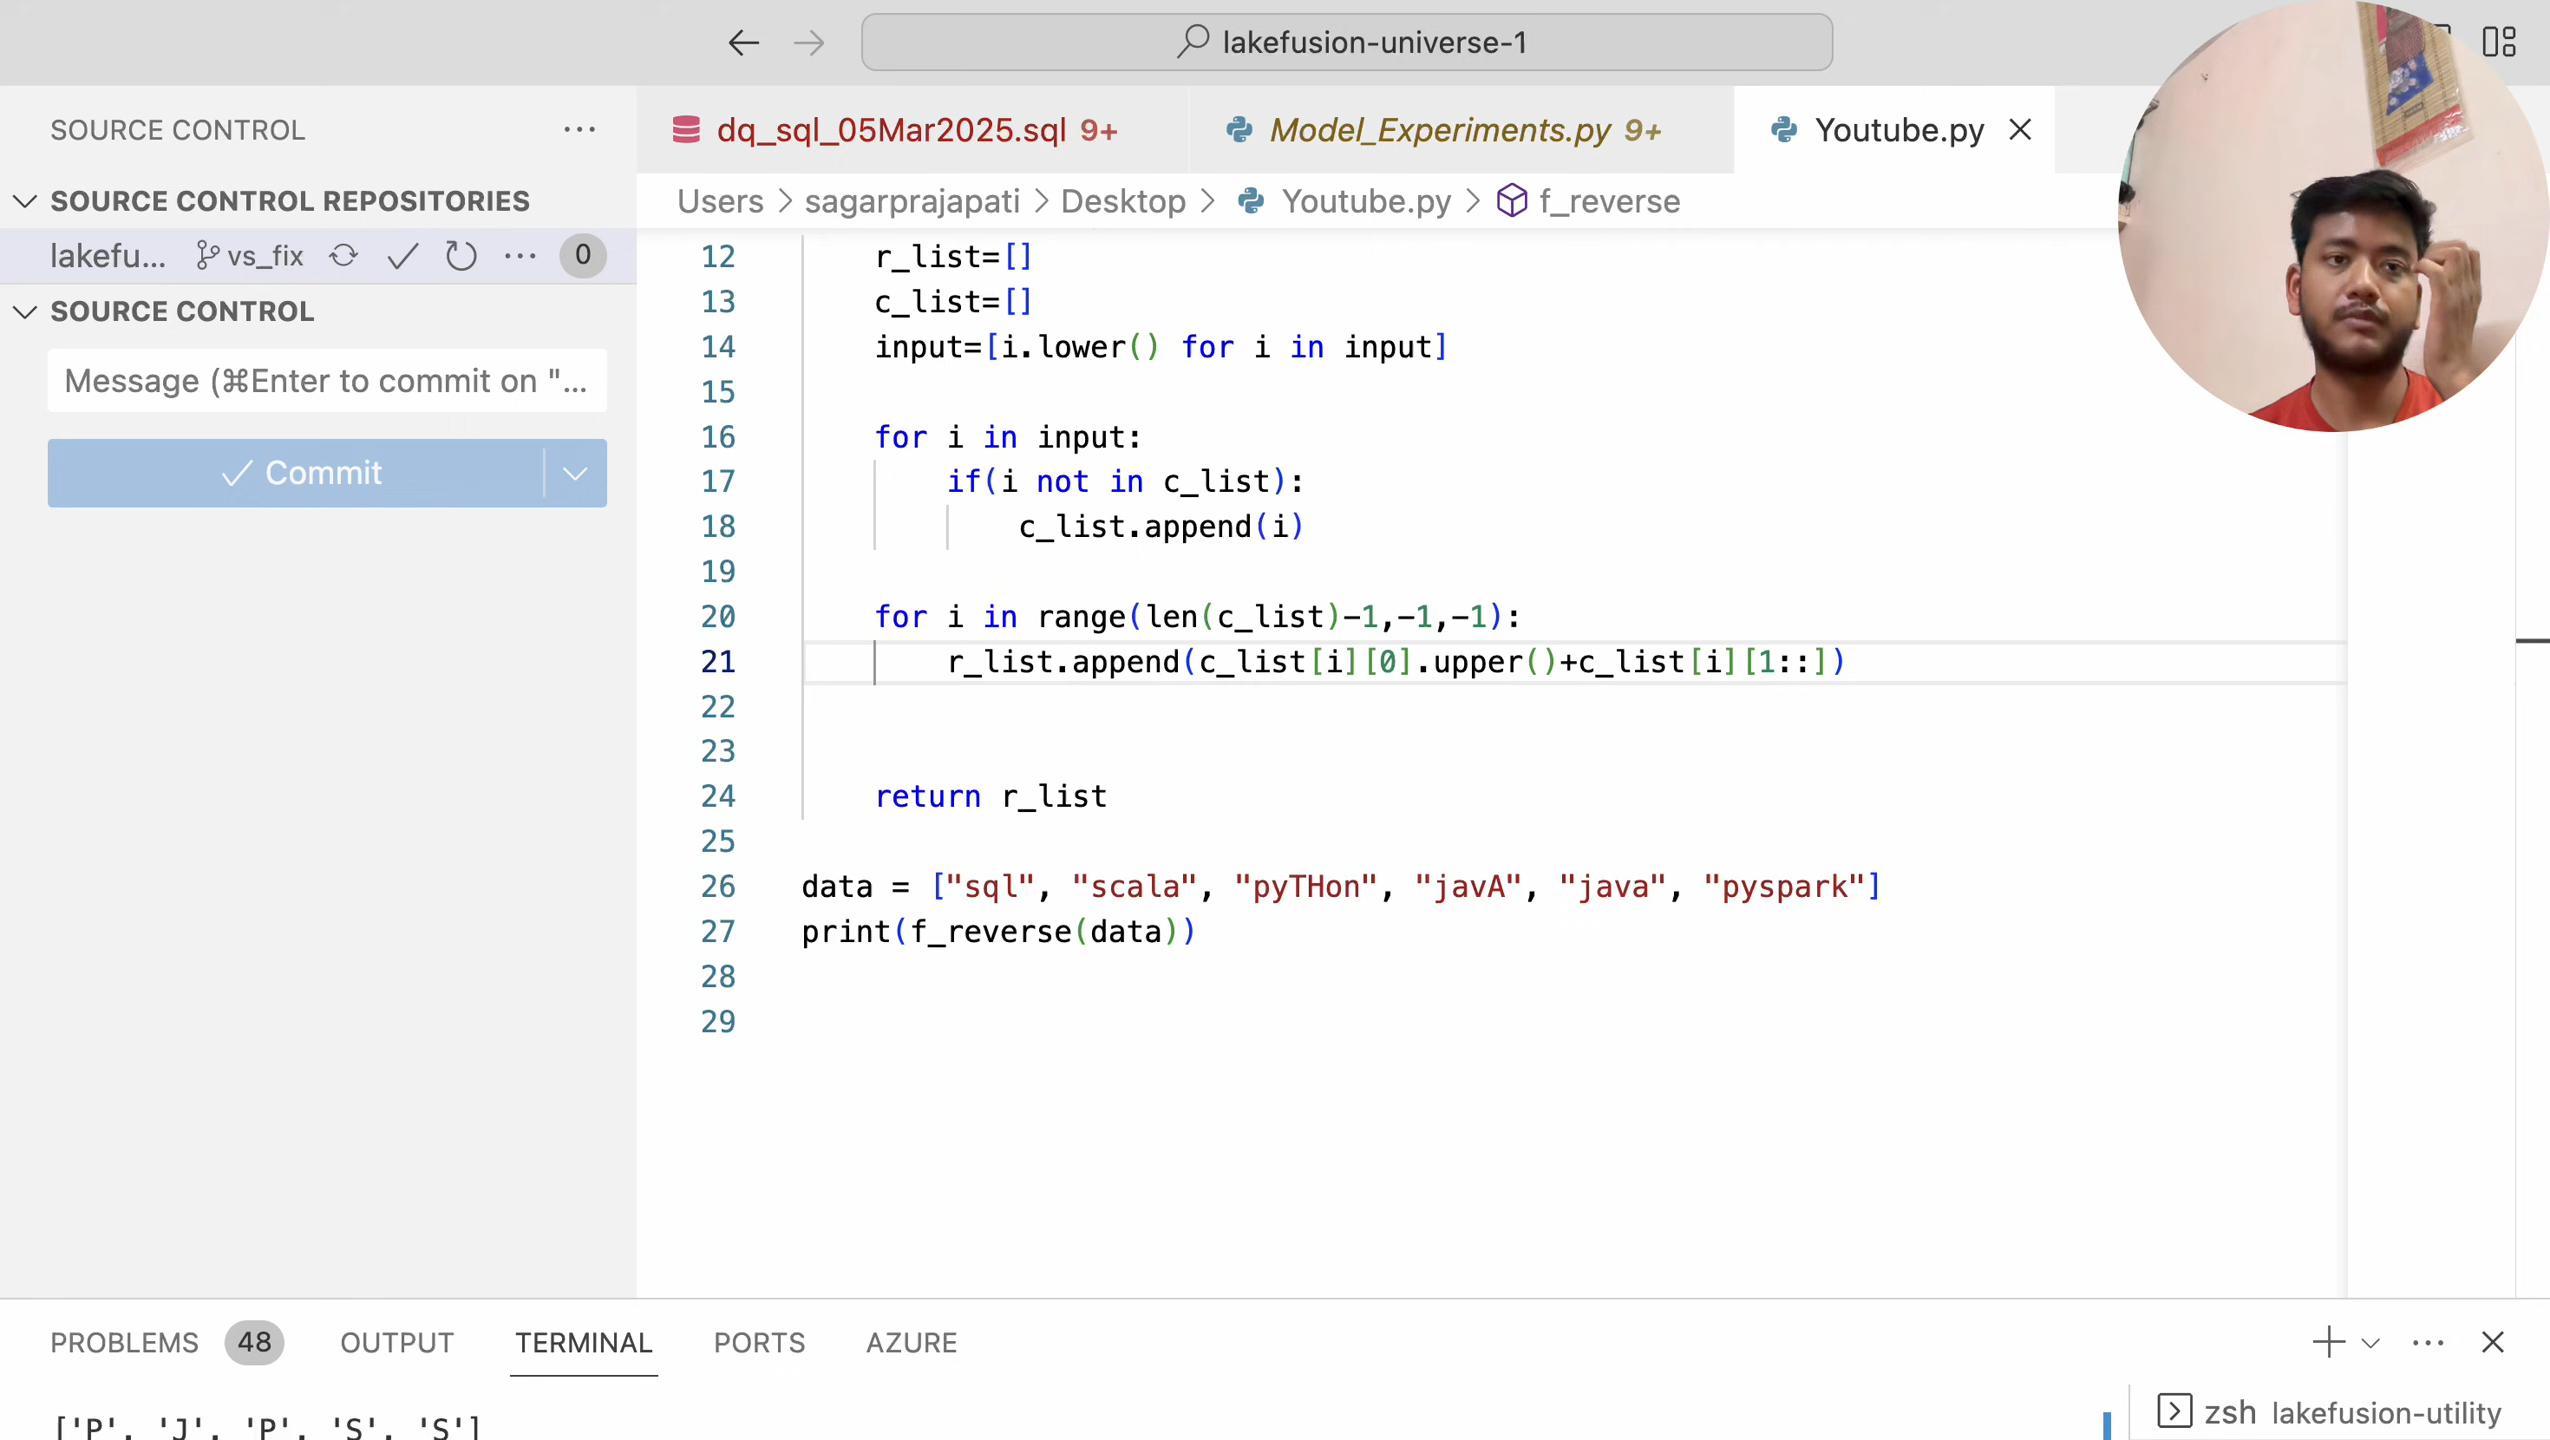 lakefusion-universe-1
SOURCE CONTROL
SOURCE CONTROL REPOSITORIES
lakefu... vs_fix 0
SOURCE CONTROL
Message (⌘Enter to commit on "...
Commit
dq_sql_05Mar2025.sql 9+
Model_Experiments.py 9+
Youtube.py
Users > sagarprajapati > Desktop > Youtube.py > f_reverse
12 r_list=[]
13 c_list=[]
14 input=[i.lower() for i in input]
15
16 for i in input:
17 if(i not in c_list):
18 c_list.append(i)
19
20 for i in range(len(c_list)-1,-1,-1):
21 r_list.append(c_list[i][0].upper()+c_list[i][1::])
22
23
24 return r_list
25
26 data = ["sql", "scala", "pyTHon", "javA", "java", "pyspark"]
27 print(f_reverse(data))
28
29
PROBLEMS 48 OUTPUT TERMINAL PORTS AZURE
['P', 'J', 'P', 'S', 'S']
zsh lakefusion-utility